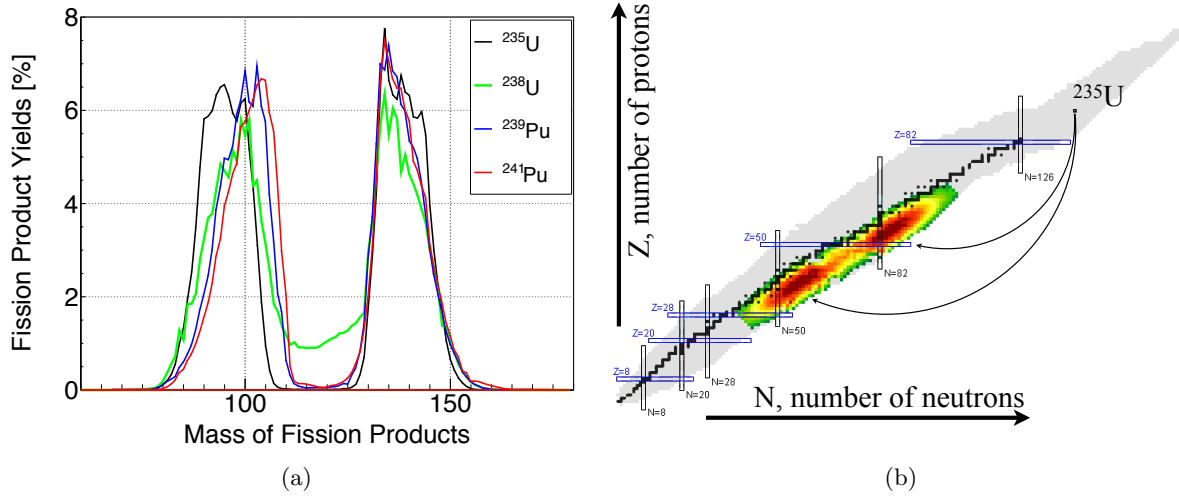 8
6
4
2
0
100
150
Fission Product Yields [%]
Mass of Fission Products
²³⁵U
²³⁸U
²³⁹Pu
²⁴¹Pu
(a)
Z, number of protons
N, number of neutrons
²³⁵U
Z=82
N=126
Z=50
N=82
Z=28
N=50
Z=20
N=28
N=20
Z=8
N=8
(b)